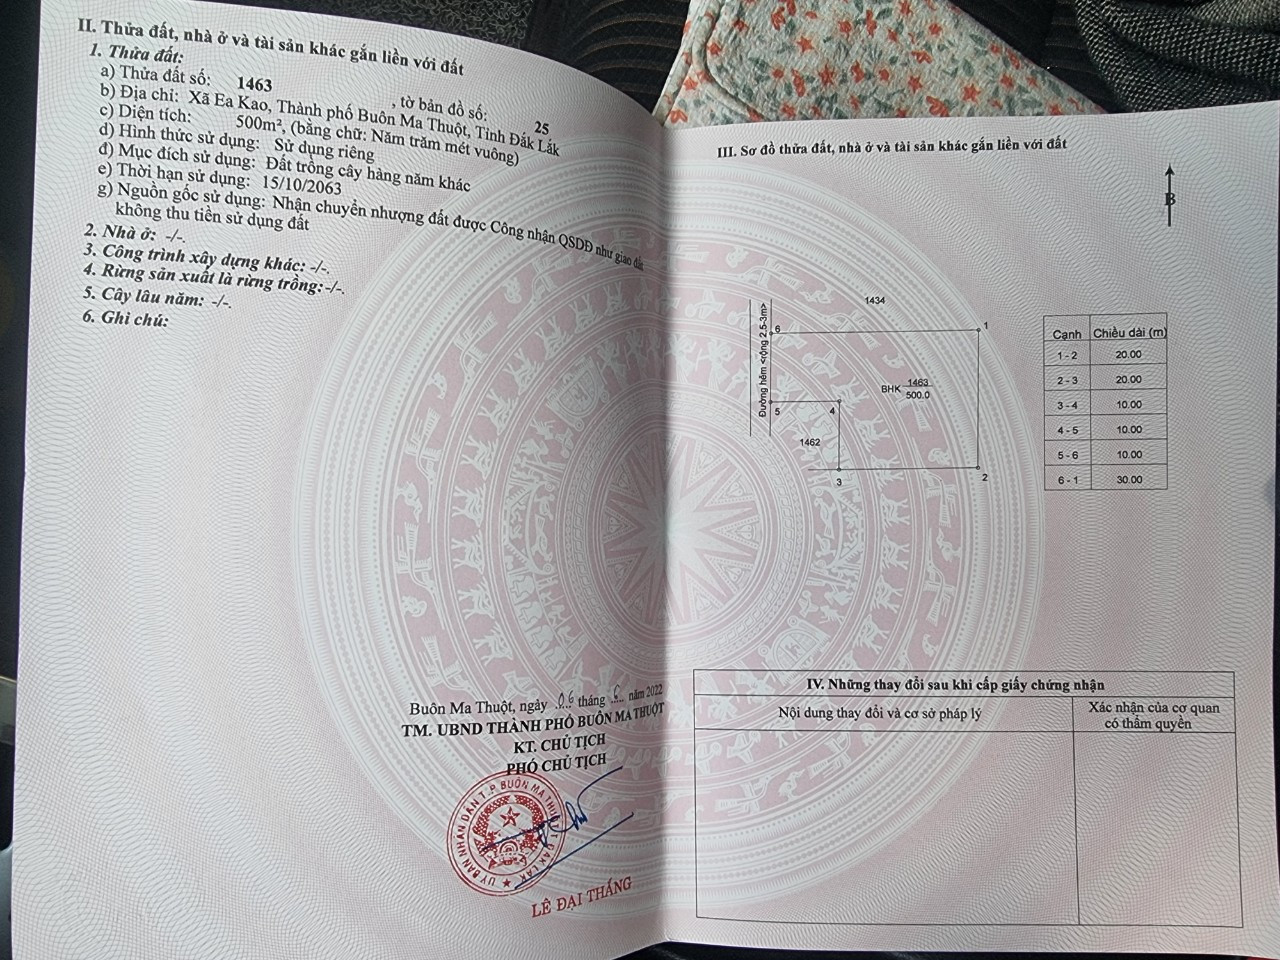 II. Thửa đất, nhà ở và tài sản khác gắn liền với đất
1. Thửa đất:
a) Thửa đất số: 1463 , tờ bản đồ số: 25
b) Địa chỉ: Xã Ea Kao, Thành phố Buôn Ma Thuột, Tỉnh Đắk Lắk
c) Diện tích: 500m², (bằng chữ: Năm trăm mét vuông)
d) Hình thức sử dụng: Sử dụng riêng
đ) Mục đích sử dụng: Đất trồng cây hàng năm khác
e) Thời hạn sử dụng: 15/10/2063
g) Nguồn gốc sử dụng: Nhận chuyển nhượng đất được Công nhận QSDĐ như giao đất
không thu tiền sử dụng đất
2. Nhà ở: -/-.
3. Công trình xây dựng khác: -/-.
4. Rừng sản xuất là rừng trồng:-/-.
5. Cây lâu năm: -/-.
6. Ghi chú:
Buôn Ma Thuột, ngày 06 tháng 6 năm 2022
TM. UBND THÀNH PHỐ BUÔN MA THUỘT
KT. CHỦ TỊCH
PHÓ CHỦ TỊCH
ỦY BAN NHÂN DÂN T.P BUÔN MA THUỘT ĐẮK LẮK
LÊ ĐẠI THẮNG
III. Sơ đồ thửa đất, nhà ở và tài sản khác gắn liền với đất
B
1434
Đường hẻm <rộng 2.5-3m>
6
1
BHK 1463
500.0
5
4
1462
3
2
Cạnh Chiều dài (m)
1 - 2 20.00
2 - 3 20.00
3 - 4 10.00
4 - 5 10.00
5 - 6 10.00
6 - 1 30.00
IV. Những thay đổi sau khi cấp giấy chứng nhận
Nội dung thay đổi và cơ sở pháp lý
Xác nhận của cơ quan
có thẩm quyền